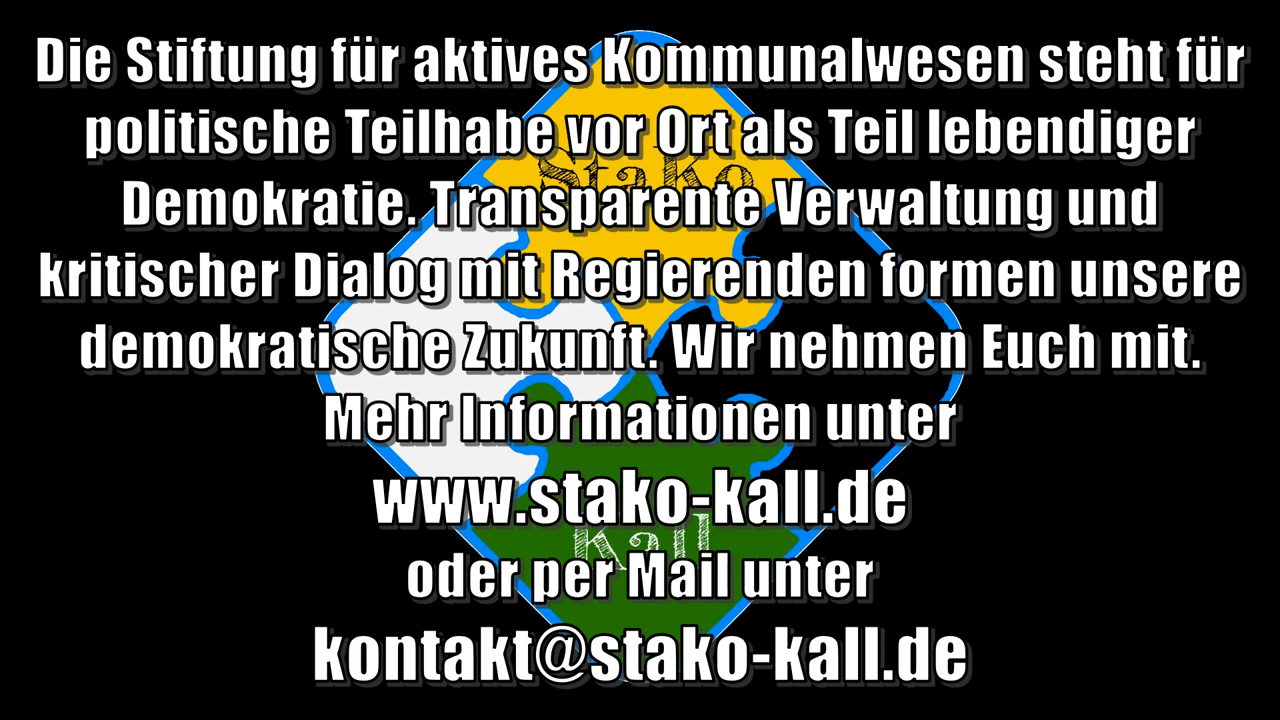 Die Stiftung für aktives Kommunalwesen steht für
politische Teilhabe vor Ort als Teil lebendiger
Demokratie. Transparente Verwaltung und
kritischer Dialog mit Regierenden formen unsere
demokratische Zukunft. Wir nehmen Euch mit.
Mehr Informationen unter
www.stako-kall.de
oder per Mail unter
kontakt@stako-kall.de
StaKo
Kall